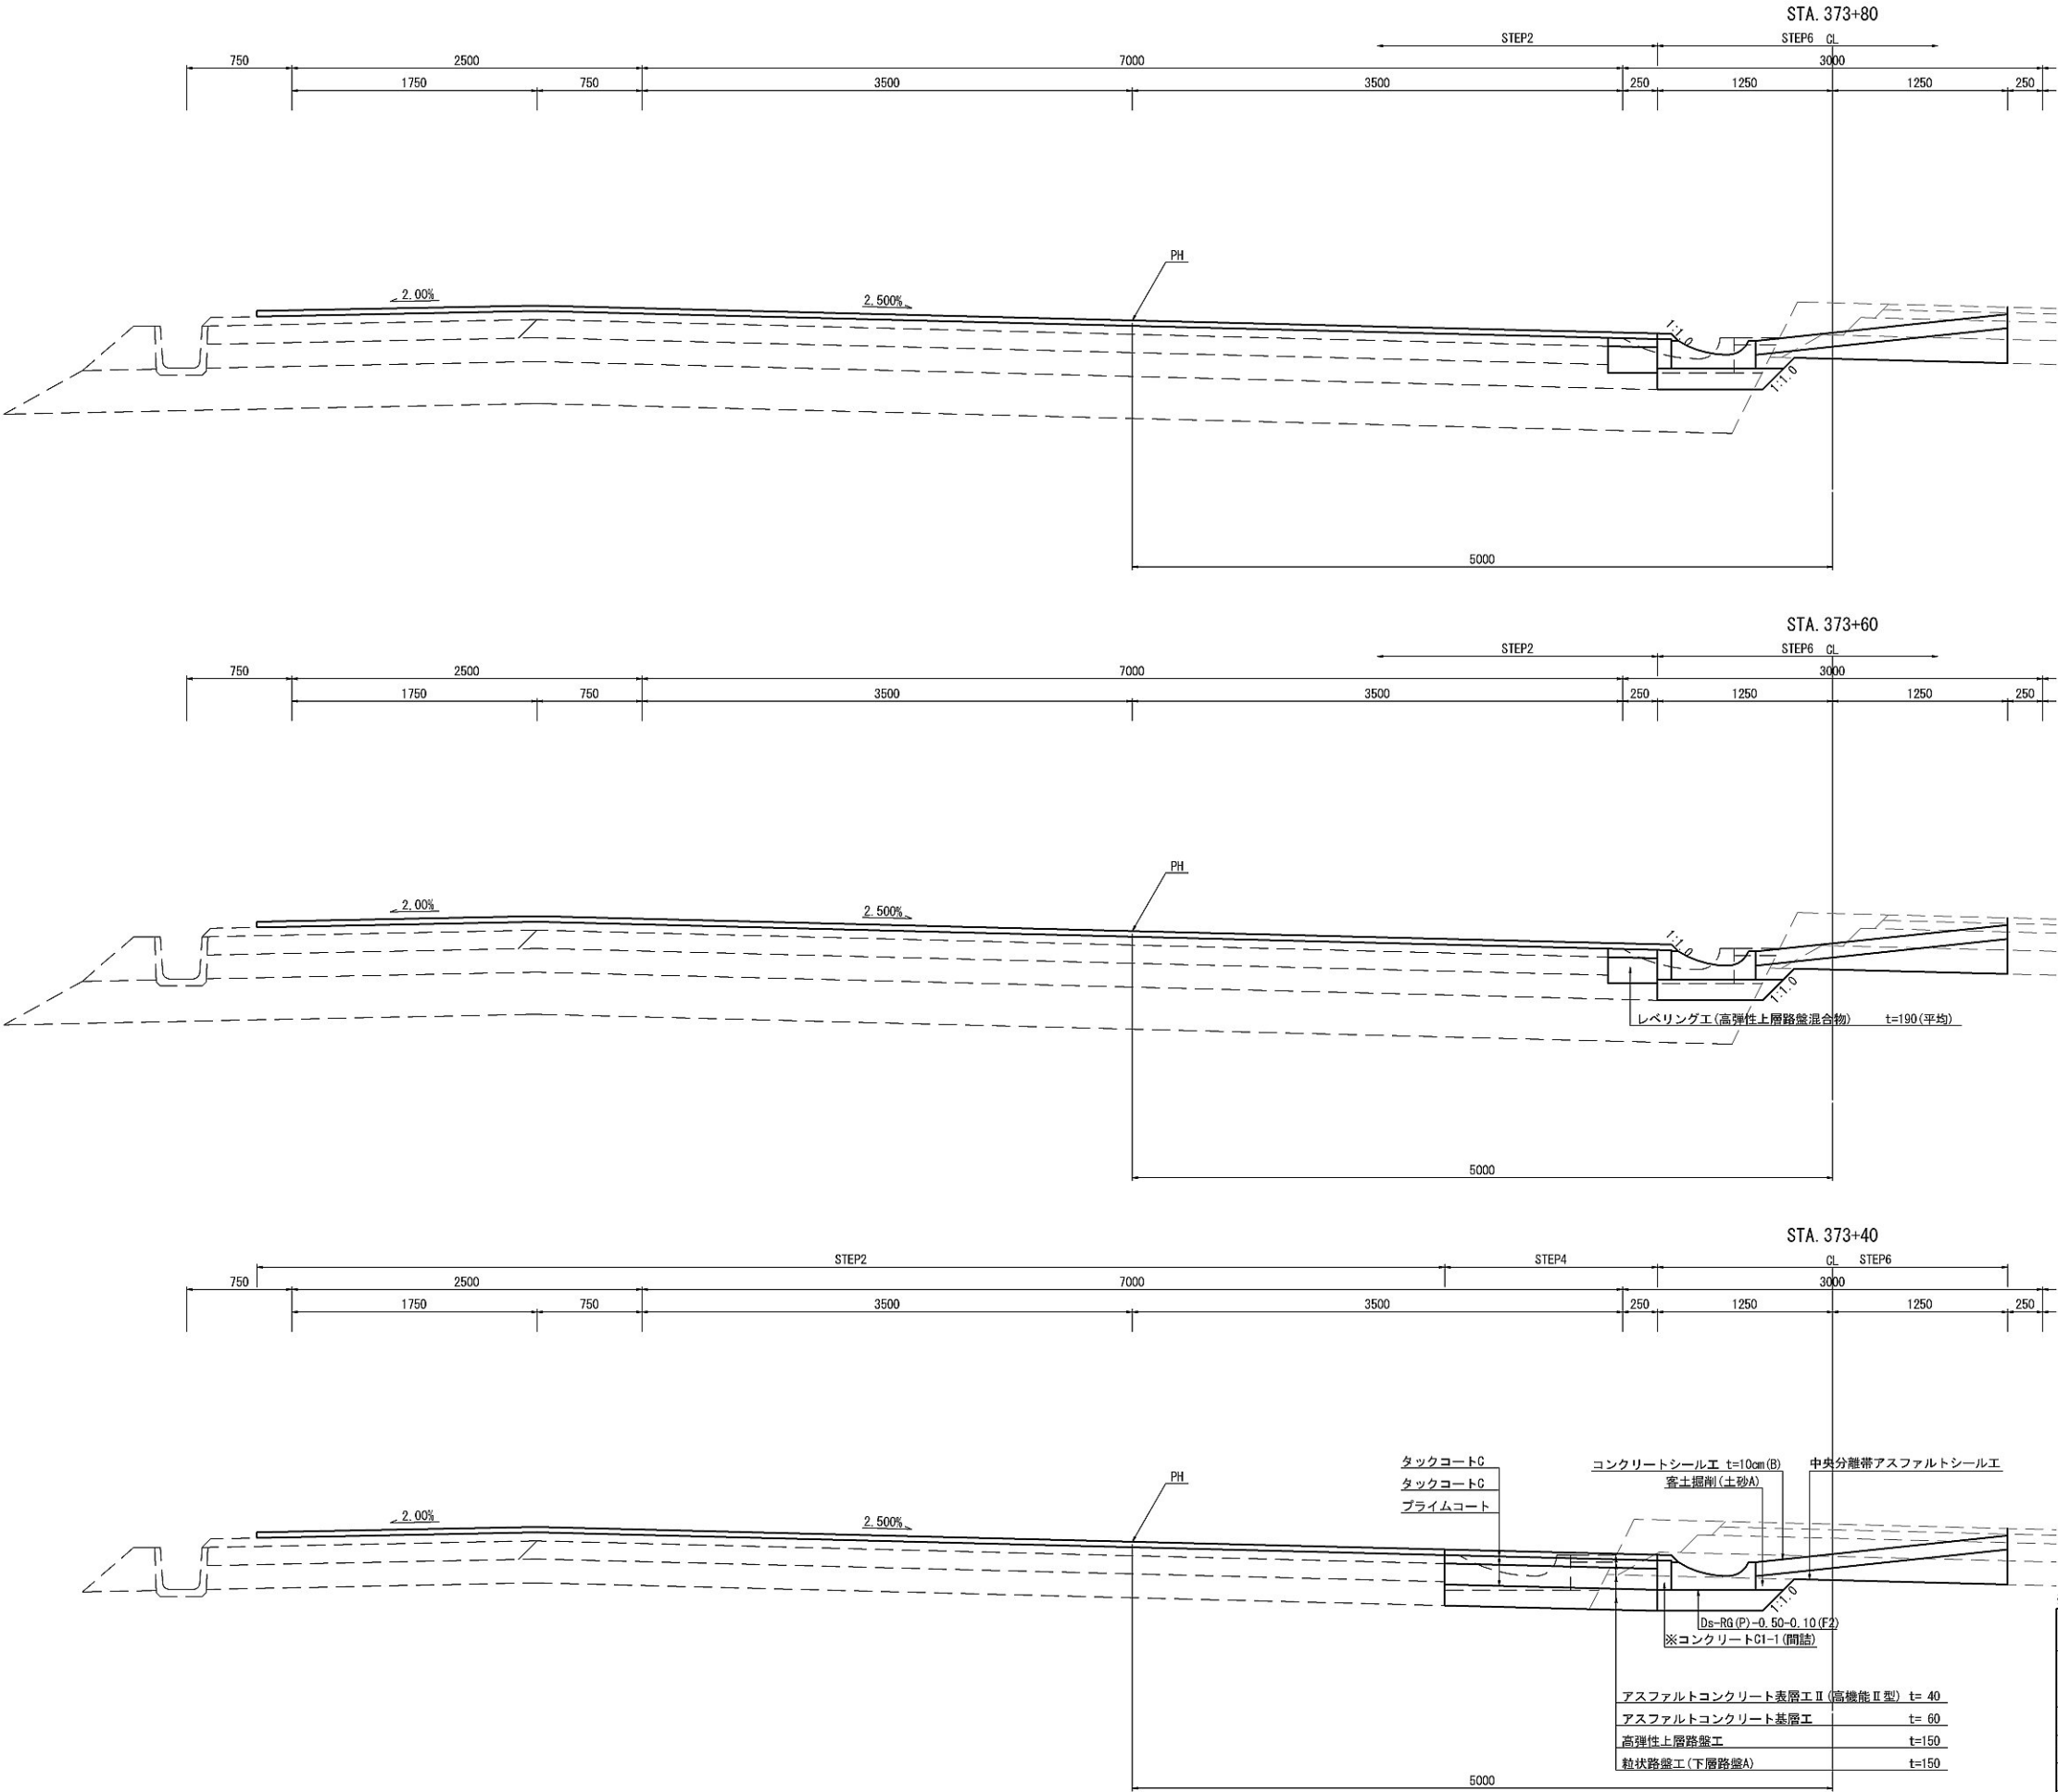 STA. 373+80
STEP2 STEP6 CL
750 2500 7000 3000
1750 750 3500 3500 250 1250 1250 250
PH
2.00% 2.500%
1:1.0
1:1.0
5000
STA. 373+60
STEP2 STEP6 CL
750 2500 7000 3000
1750 750 3500 3500 250 1250 1250 250
PH
2.00% 2.500%
1:1.0
1:1.0
レベリング工(高弾性上層路盤混合物) t=190(平均)
5000
STA. 373+40
STEP2 STEP4 CL STEP6
750 2500 7000 3000
1750 750 3500 3500 250 1250 1250 250
タックコートC コンクリートシール工 t=10cm(B) 中央分離帯アスファルトシール工
PH タックコートC 客土掘削(土砂A)
プライムコート
2.00% 2.500%
1:1.0
Ds-RG(P)-0.50-0.10(F2)
※コンクリートC1-1(間詰)
アスファルトコンクリート表層工Ⅱ(高機能Ⅱ型) t= 40
アスファルトコンクリート基層工 t= 60
高弾性上層路盤工 t=150
粒状路盤工(下層路盤A) t=150
5000